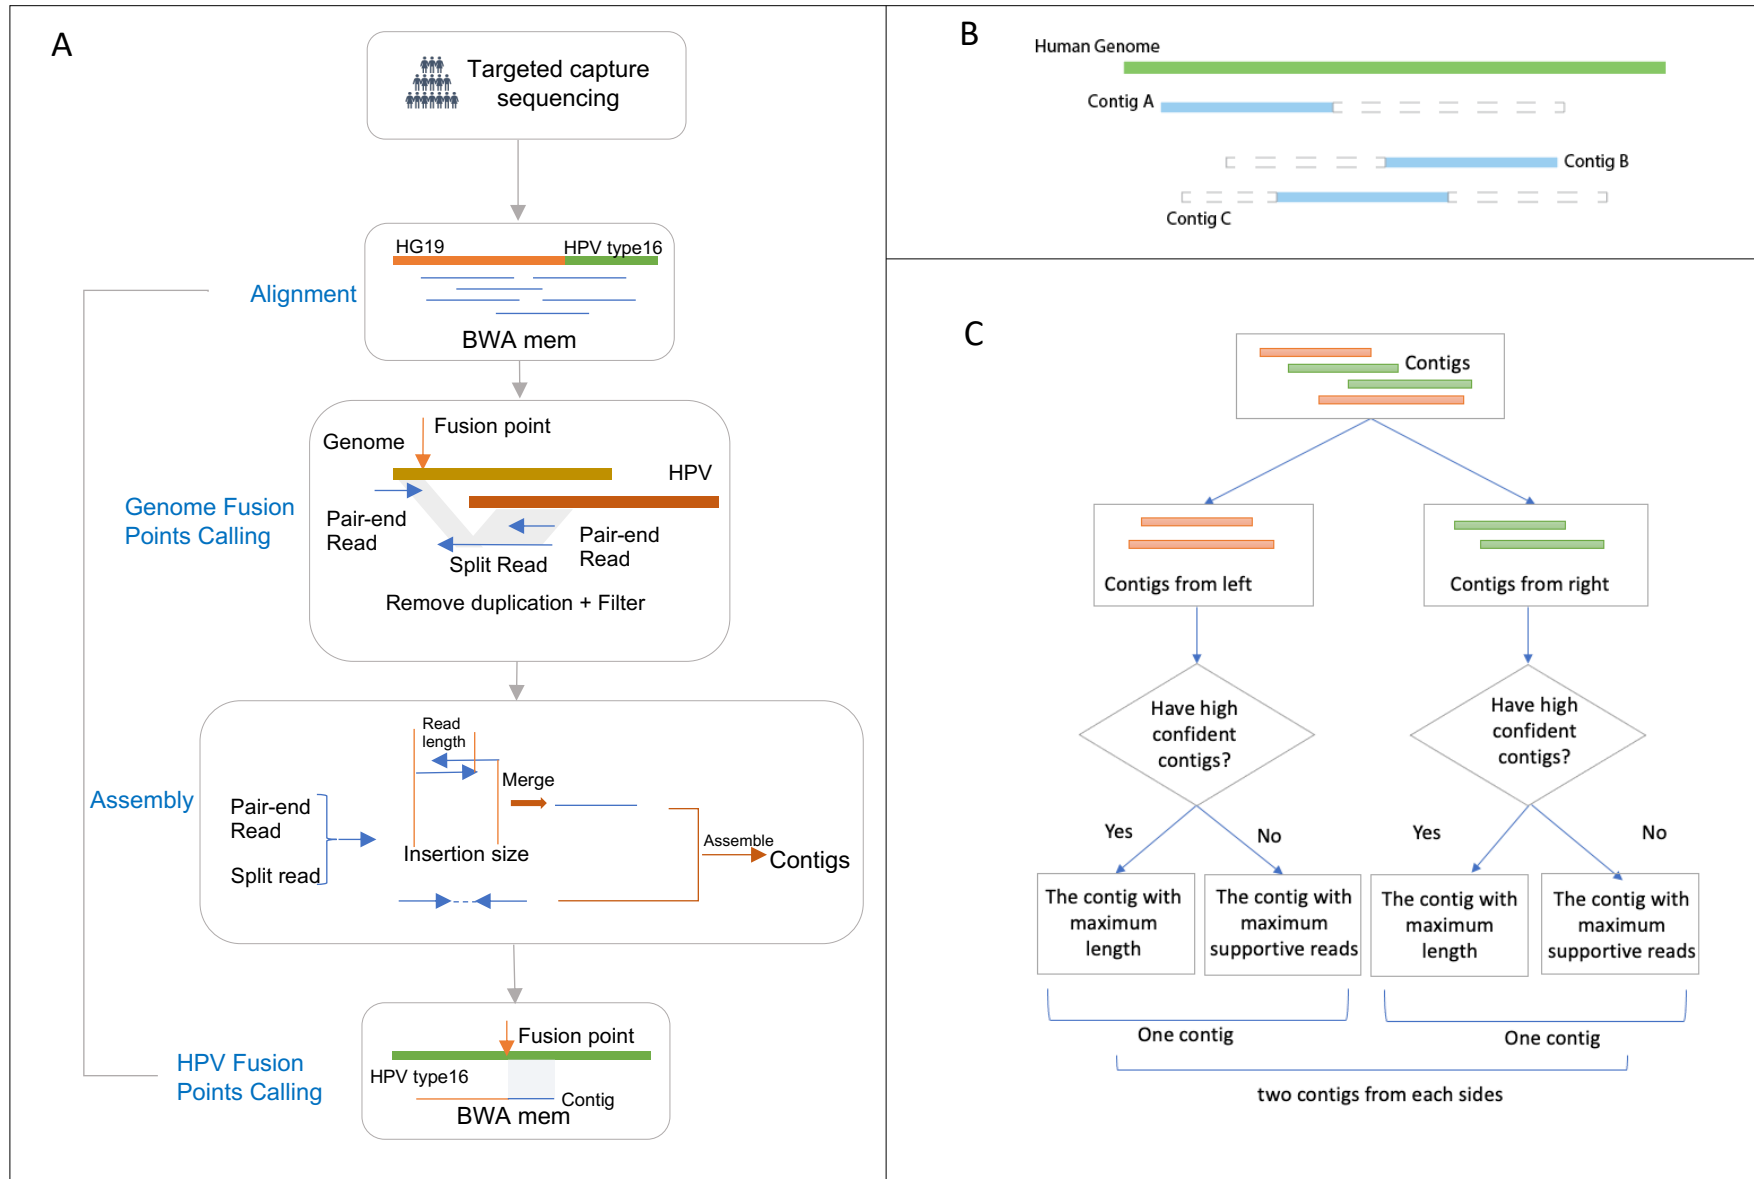 A
Targeted capture
sequencing
HG19
HPV type16
Alignment
BWA mem
Fusion point
Genome
HPV
Genome Fusion
Points Calling
Pair-end
Read
Pair-end
Read
Split Read
Remove duplication + Filter
Read
length
Merge
Assembly
Pair-end
Read
Split read
Insertion size
Assemble
Contigs
Fusion point
HPV Fusion
Points Calling
HPV type16
Contig
BWA mem
B
Human Genome
Contig A
Contig B
Contig C
C
Contigs
Contigs from left
Contigs from right
Have high
confident
contigs?
Have high
confident
contigs?
Yes
No
Yes
No
The contig with
maximum
length
The contig with
maximum
supportive reads
The contig with
maximum
length
The contig with
maximum
supportive reads
One contig
One contig
two contigs from each sides